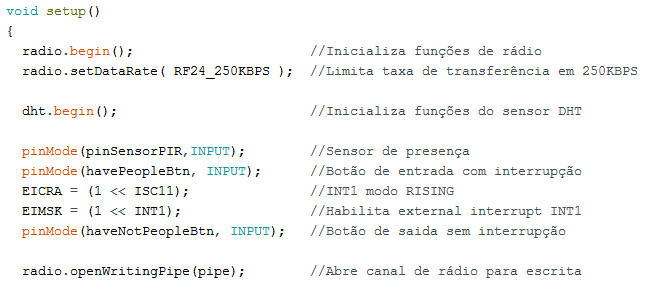 void setup()
{
radio.begin(); //Inicializa funções de rádio
radio.setDataRate( RF24_250KBPS ); //Limita taxa de transferência em 250KBPS
dht.begin(); //Inicializa funções do sensor DHT
pinMode(pinSensorPIR,INPUT); //Sensor de presença
pinMode(havePeopleBtn, INPUT); //Botão de entrada com interrupção
EICRA = (1 << ISC11); //INT1 modo RISING
EIMSK = (1 << INT1); //Habilita external interrupt INT1
pinMode(haveNotPeopleBtn, INPUT); //Botão de saida sem interrupção
radio.openWritingPipe(pipe); //Abre canal de rádio para escrita